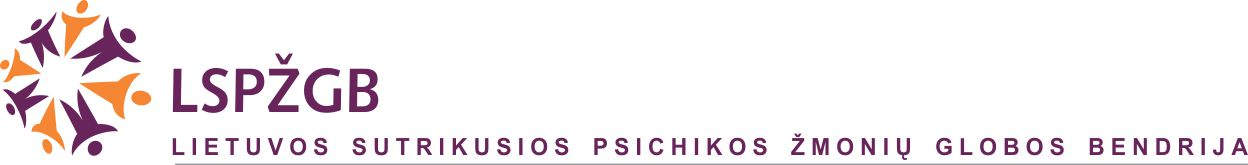 LSPŽGB
LIETUVOS SUTRIKUSIOS PSICHIKOS ŽMONIŲ GLOBOS BENDRIJA